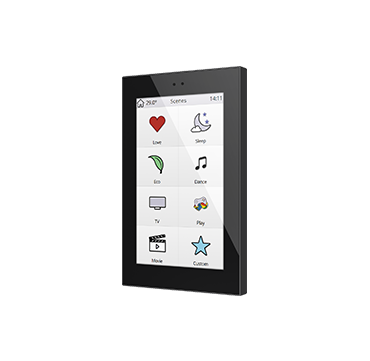 29.0° Scenes 14:11
Love Sleep
Eco Dance
TV Play
Movie Custom